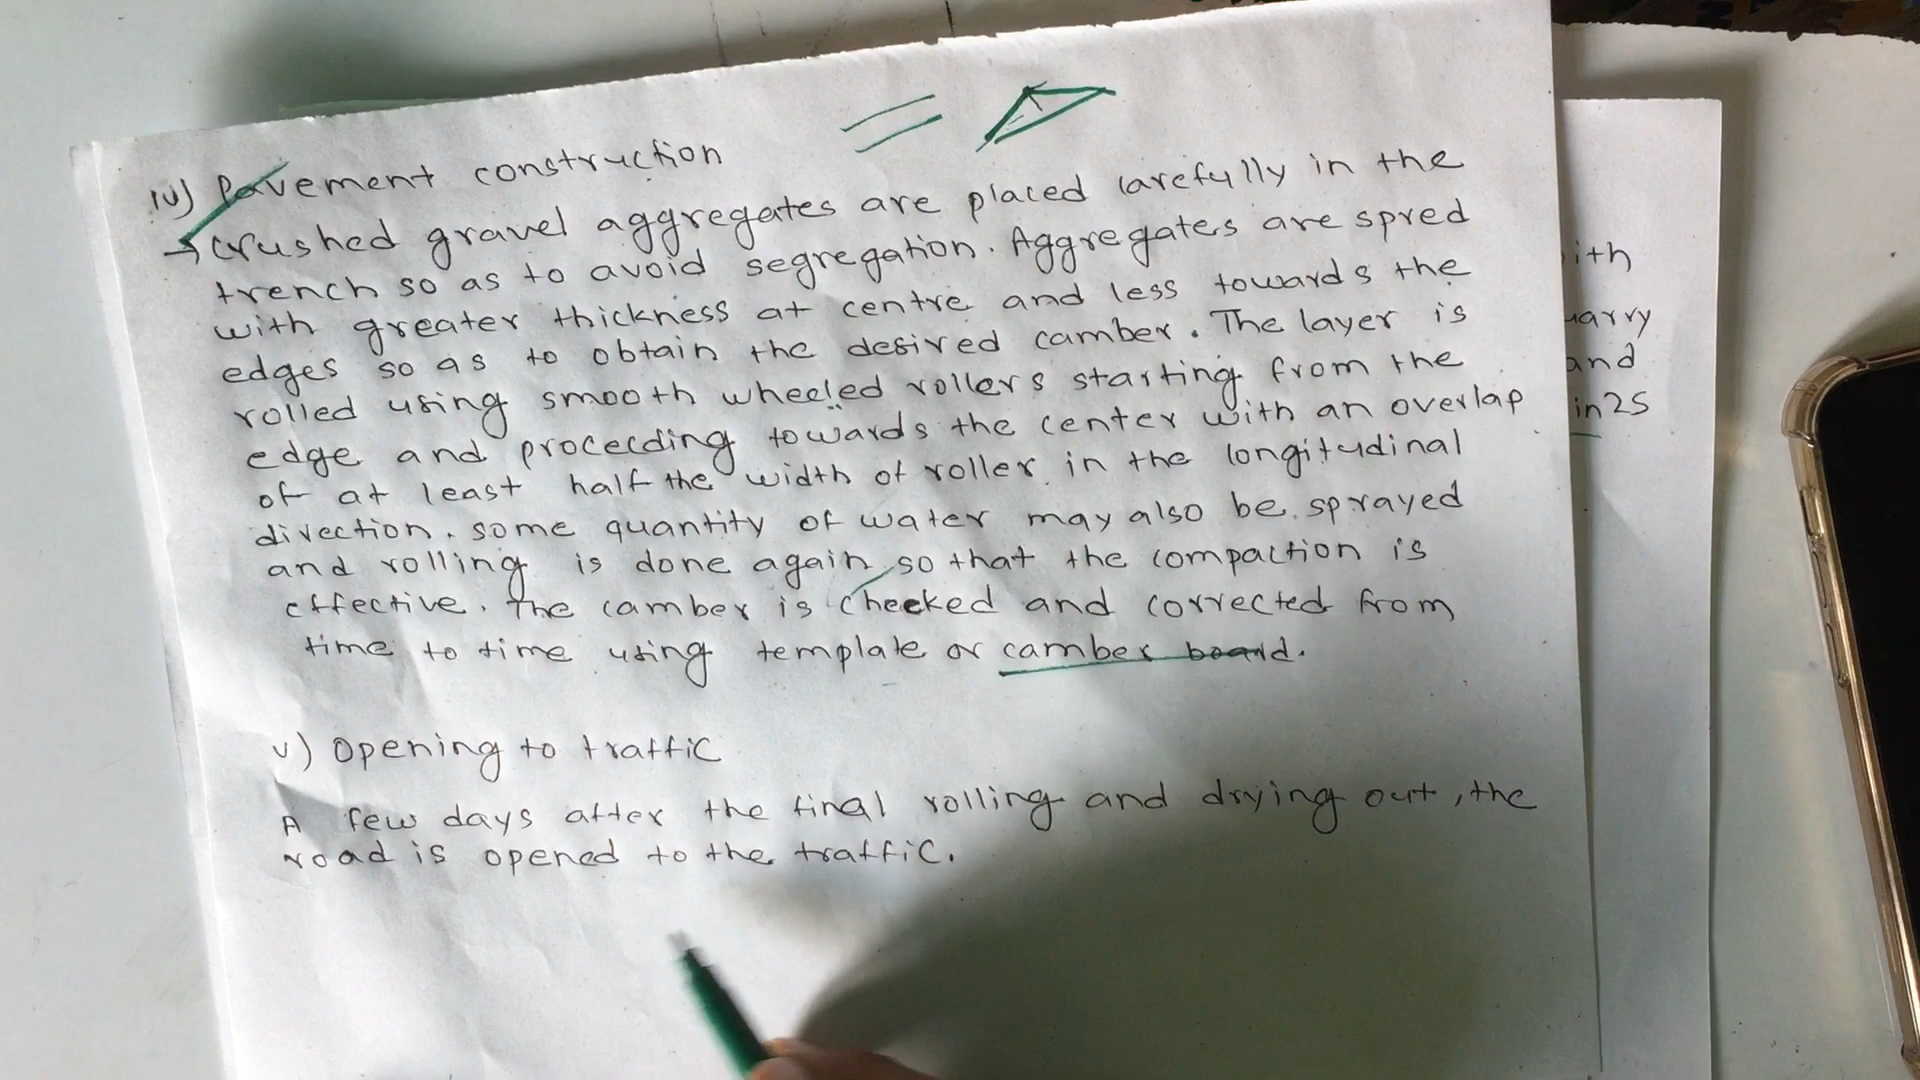 iv) Pavement construction
→ crushed gravel aggregates are placed carefully in the
trench so as to avoid segregation. Aggregates are spred
with greater thickness at centre and less towards the
edges so as to obtain the desired camber. The layer is
rolled using smooth wheeled rollers starting from the
edge and proceeding towards the center with an overlap
of at least half the width of roller in the longitudinal
direction. some quantity of water may also be sprayed
and rolling is done again so that the compaction is
effective. The camber is checked and corrected from
time to time using template or camber board.
v) Opening to traffic
A few days after the final rolling and drying out, the
road is opened to the traffic.
ith
and
in 25